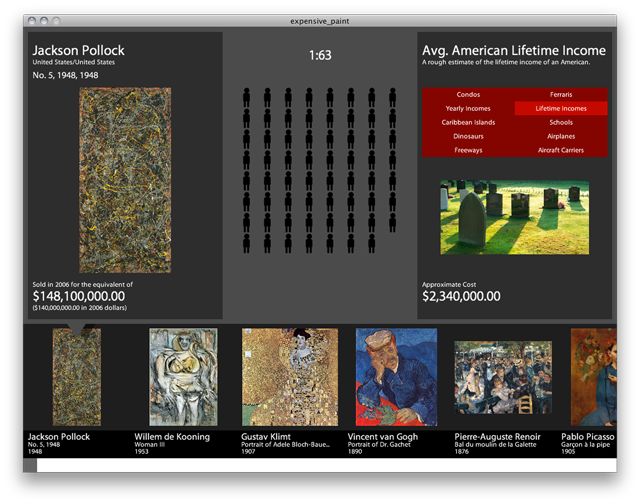 expensive_paint
Jackson Pollock
United States/United States
No. 5, 1948, 1948
Sold in 2006 for the equivalent of
$148,100,000.00
($140,000,000.00 in 2006 dollars)
1:63
Avg. American Lifetime Income
A rough estimate of the lifetime income of an American.
Condos
Ferraris
Yearly Incomes
Lifetime Incomes
Caribbean Islands
Schools
Dinosaurs
Airplanes
Freeways
Aircraft Carriers
Approximate Cost
$2,340,000.00
Jackson Pollock
No. 5, 1948
1948
Willem de Kooning
Woman III
1953
Gustav Klimt
Portrait of Adele Bloch-Baue...
1907
Vincent van Gogh
Portrait of Dr. Gachet
1890
Pierre-Auguste Renoir
Bal du moulin de la Galette
1876
Pablo Picasso
Garçon à la pipe
1905